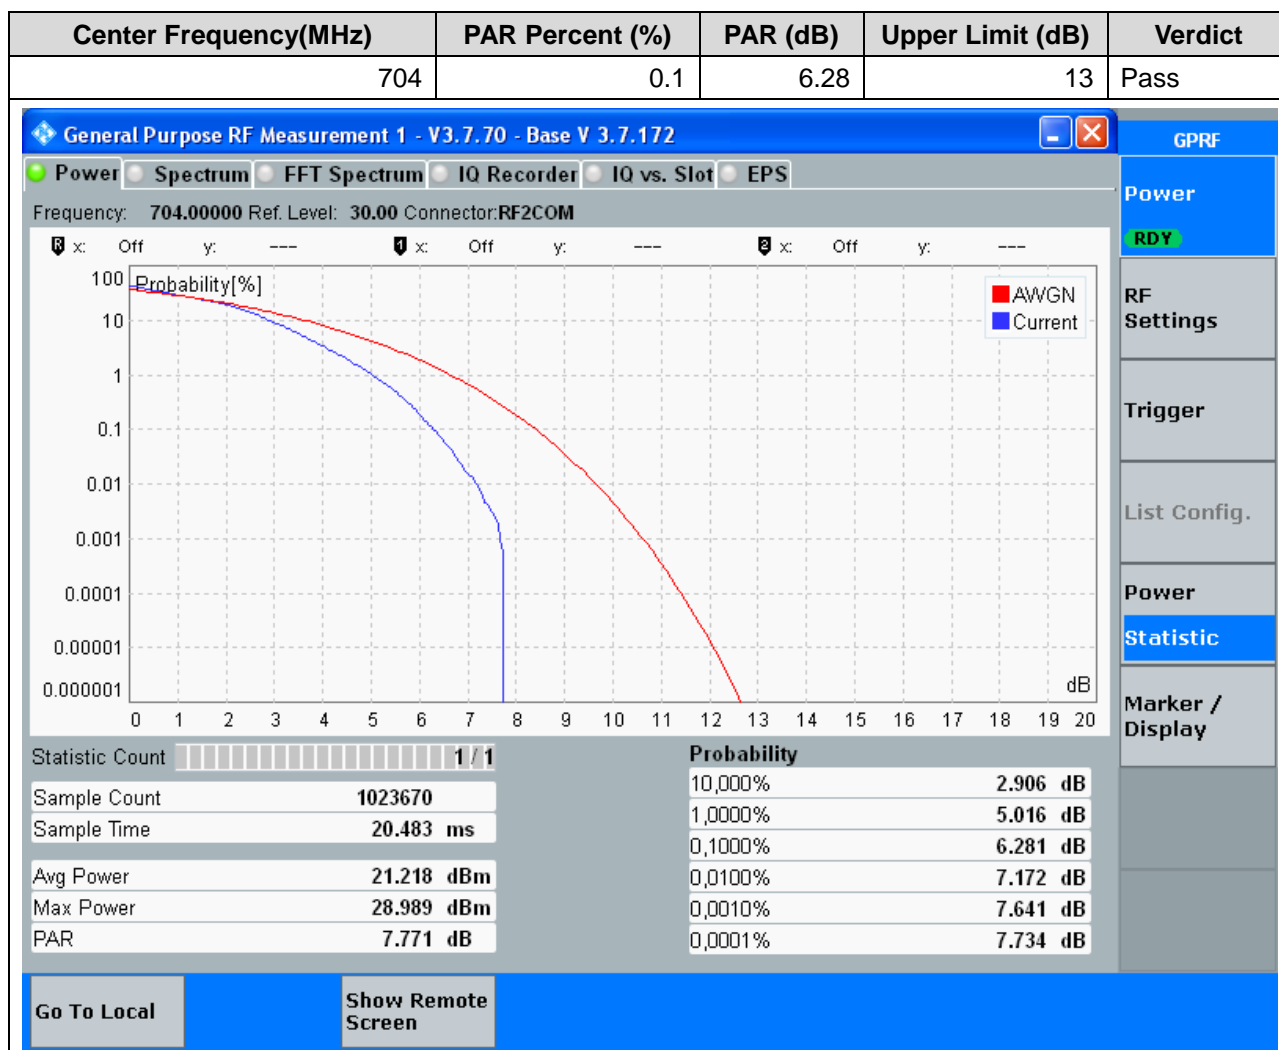 Center Frequency(MHz) PAR Percent (%) PAR (dB) Upper Limit (dB) Verdict
704 0.1 6.28 13 Pass
General Purpose RF Measurement 1 - V3.7.70 - Base V 3.7.172
GPRF
Power Spectrum FFT Spectrum IQ Recorder IQ vs. Slot EPS
Frequency: 704.00000 Ref. Level: 30.00 Connector:RF2COM
R x: Off y: --- 1 x: Off y: --- 2 x: Off y: ---
Probability[%]
AWGN
Current
100
10
1
0.1
0.01
0.001
0.0001
0.00001
0.000001
dB
0 1 2 3 4 5 6 7 8 9 10 11 12 13 14 15 16 17 18 19 20
Statistic Count 1 / 1
Sample Count 1023670
Sample Time 20.483 ms
Avg Power 21.218 dBm
Max Power 28.989 dBm
PAR 7.771 dB
Probability
10,000% 2.906 dB
1,0000% 5.016 dB
0,1000% 6.281 dB
0,0100% 7.172 dB
0,0010% 7.641 dB
0,0001% 7.734 dB
Power
RDY
RF
Settings
Trigger
List Config.
Power
Statistic
Marker /
Display
Go To Local
Show Remote
Screen